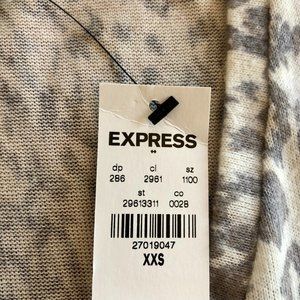 EXPRESS
dp cl sz
286 2961 1100
st co
29613311 0028
27019047
XXS